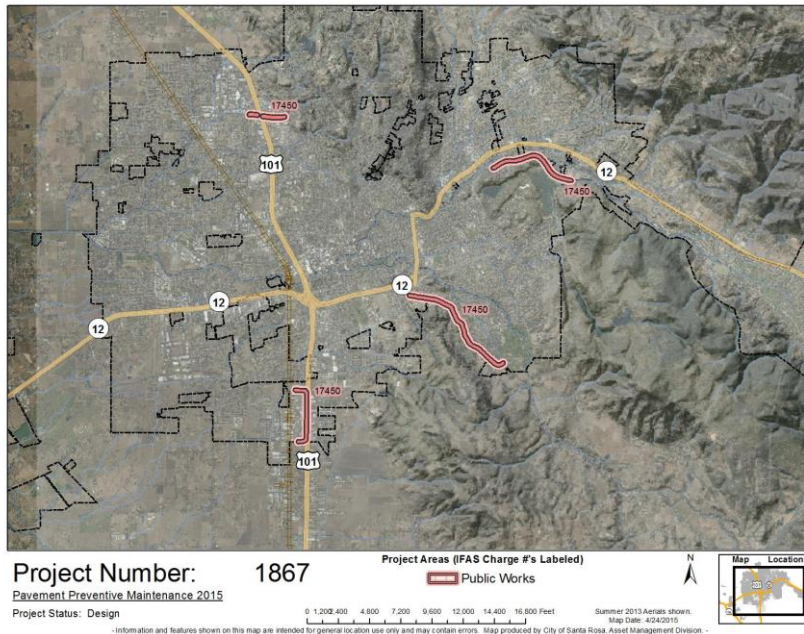 17450
101
12
17450
12
12
12
17450
17450
101
Project Number: 1867
Pavement Preventive Maintenance 2015
Project Status: Design
Project Areas (IFAS Charge #'s Labeled)
Public Works
0 1,200 2,400 4,800 7,200 9,600 12,000 14,400 16,800 Feet
N
Summer 2013 Aerials shown.
Map Date: 4/24/2015
Map Location
- Information and features shown on this map are intended for general location use only and may contain errors. Map produced by City of Santa Rosa, Asset Management Division. -